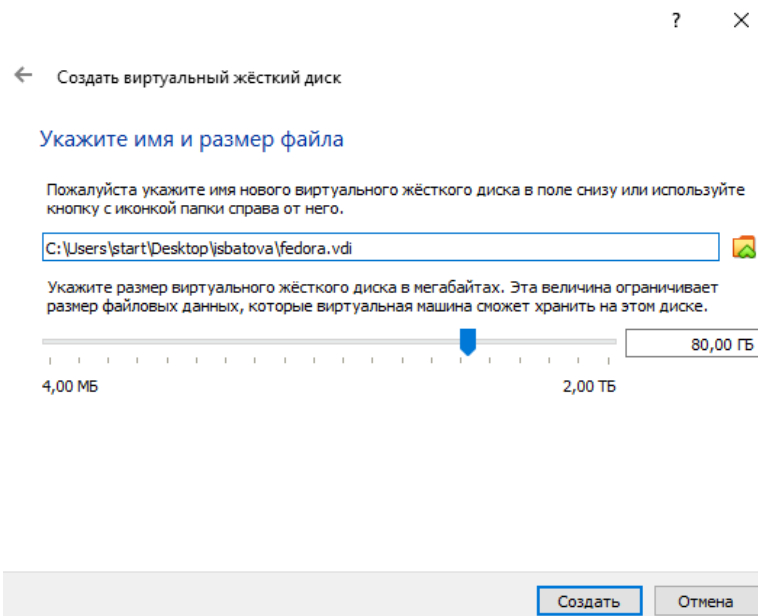 ?
Создать виртуальный жёсткий диск
Укажите имя и размер файла
Пожалуйста укажите имя нового виртуального жёсткого диска в поле снизу или используйте
кнопку с иконкой папки справа от него.
C:\Users\start\Desktop\isbatova\fedora.vdi
Укажите размер виртуального жёсткого диска в мегабайтах. Эта величина ограничивает
размер файловых данных, которые виртуальная машина сможет хранить на этом диске.
80,00 ГБ
4,00 МБ 2,00 ТБ
Создать Отмена